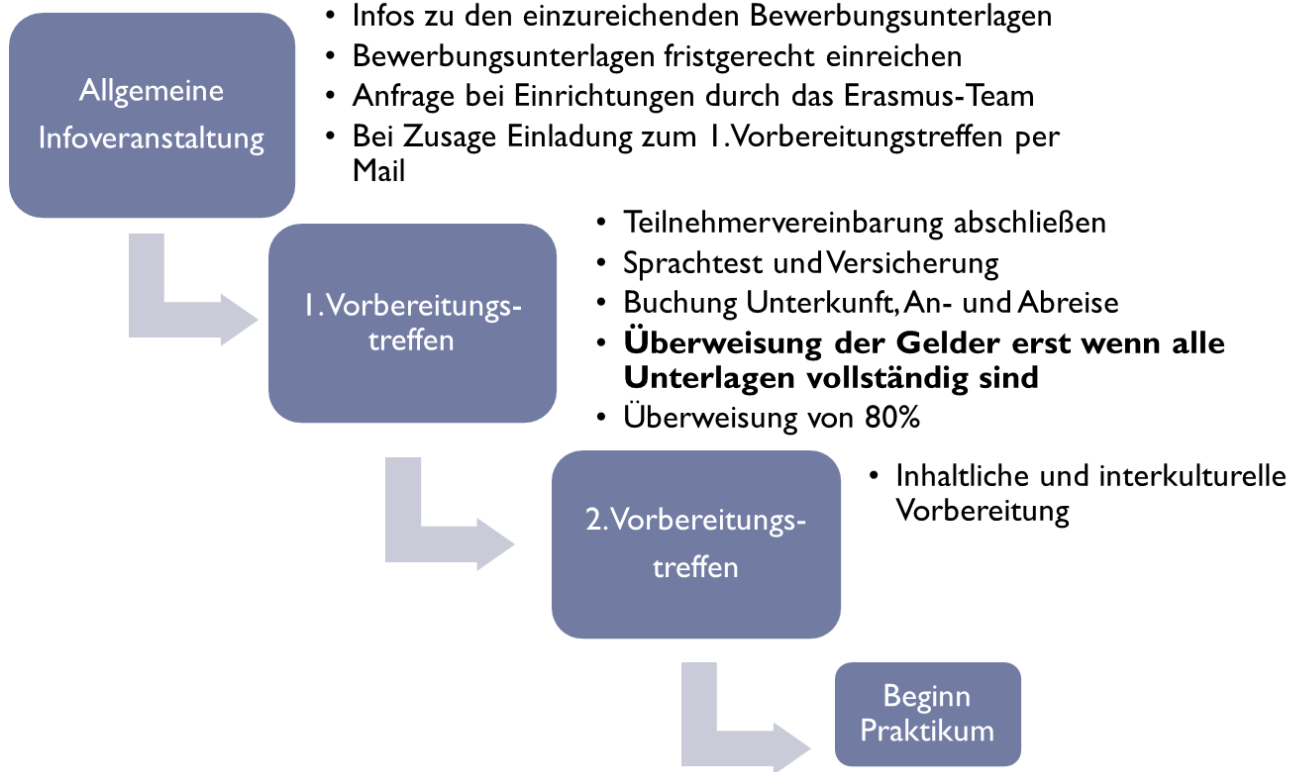 Allgemeine
Infoveranstaltung
• Infos zu den einzureichenden Bewerbungsunterlagen
• Bewerbungsunterlagen fristgerecht einreichen
• Anfrage bei Einrichtungen durch das Erasmus-Team
• Bei Zusage Einladung zum 1. Vorbereitungstreffen per
Mail
1. Vorbereitungs-
treffen
• Teilnehmervereinbarung abschließen
• Sprachtest und Versicherung
• Buchung Unterkunft, An- und Abreise
• Überweisung der Gelder erst wenn alle
Unterlagen vollständig sind
• Überweisung von 80%
2. Vorbereitungs-
treffen
• Inhaltliche und interkulturelle
Vorbereitung
Beginn
Praktikum